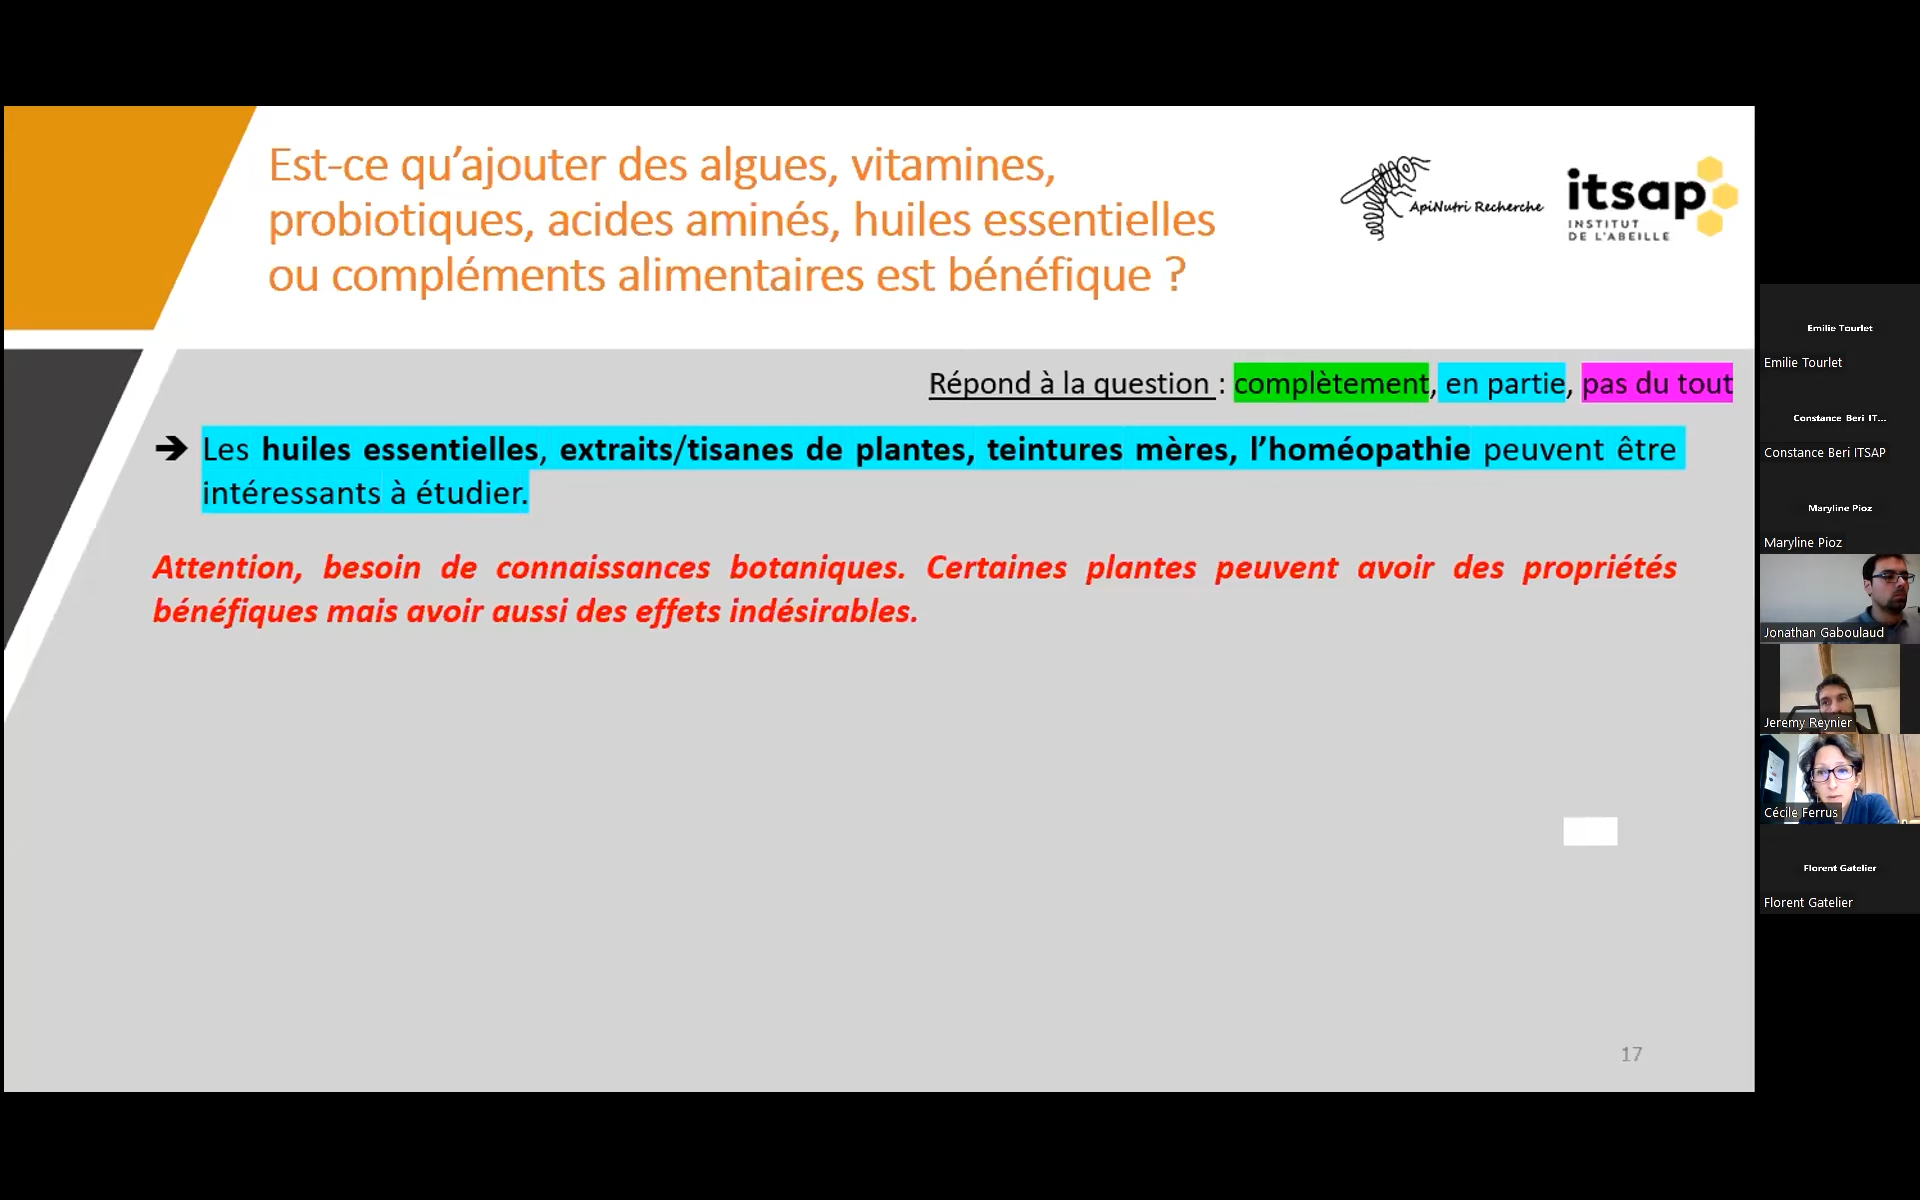 Est-ce qu’ajouter des algues, vitamines,
probiotiques, acides aminés, huiles essentielles
ou compléments alimentaires est bénéfique ?
ApiNutri Recherche
itsap
INSTITUT
DE L'ABEILLE
Répond à la question : complètement, en partie, pas du tout
➔ Les huiles essentielles, extraits/tisanes de plantes, teintures mères, l’homéopathie peuvent être
intéressants à étudier.
Attention, besoin de connaissances botaniques. Certaines plantes peuvent avoir des propriétés
bénéfiques mais avoir aussi des effets indésirables.
17
Emilie Tourlet
Emilie Tourlet
Constance Beri IT...
Constance Beri ITSAP
Maryline Pioz
Maryline Pioz
Jonathan Gaboulaud
Jeremy Reynier
Cécile Ferrus
Florent Gatelier
Florent Gatelier